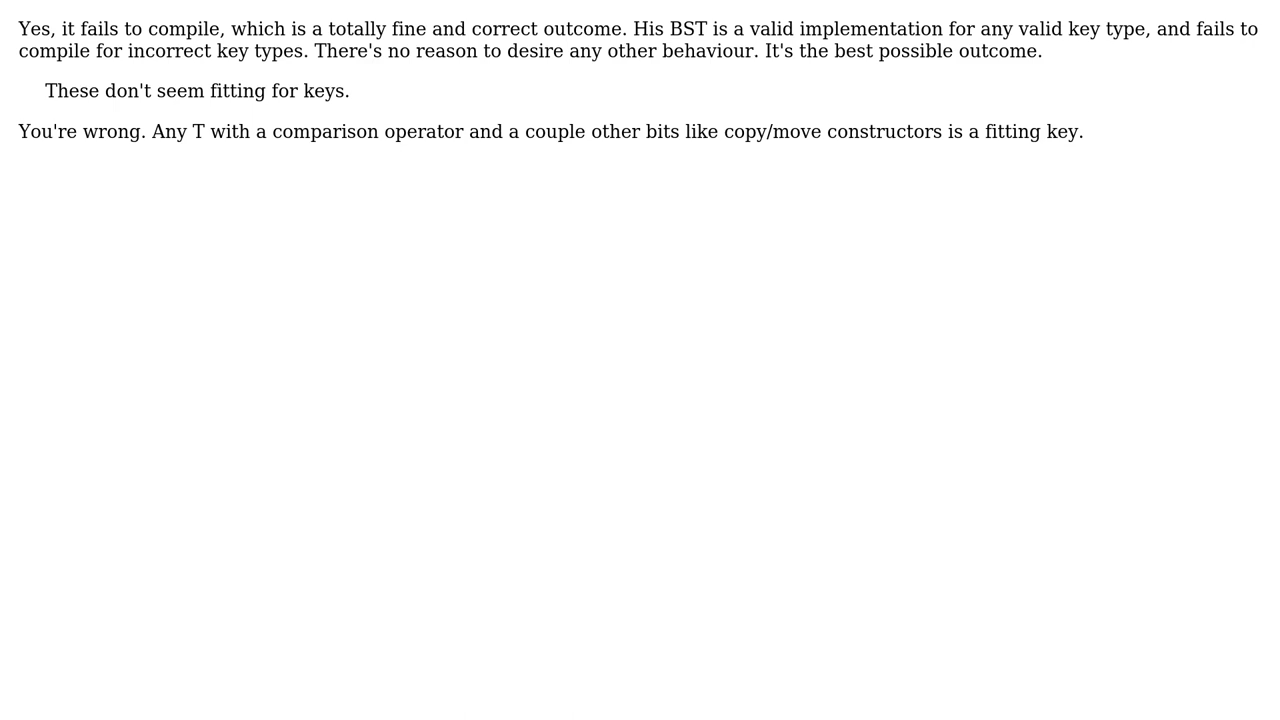 Yes, it fails to compile, which is a totally fine and correct outcome. His BST is a valid implementation for any valid key type, and fails to
compile for incorrect key types. There's no reason to desire any other behaviour. It's the best possible outcome.
These don't seem fitting for keys.
You're wrong. Any T with a comparison operator and a couple other bits like copy/move constructors is a fitting key.